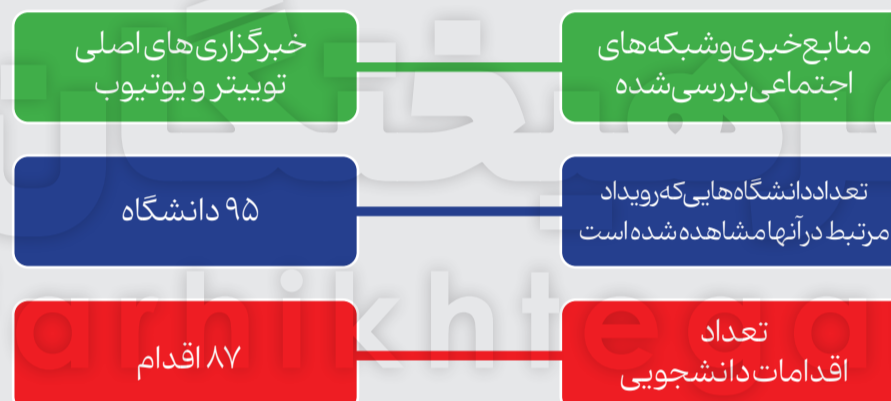 منابع خبری و شبکه‌های
اجتماعی بررسی شده
خبرگزاری‌های اصلی
توییتر و یوتیوب
تعداد دانشگاه‌هایی که رویداد
مرتبط در آنها مشاهده شده است
۹۵ دانشگاه
تعداد
اقدامات دانشجویی
۸۷ اقدام
arhikhtega